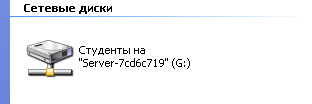 Сетевые диски
Студенты на
"Server-7cd6c719" (G:)